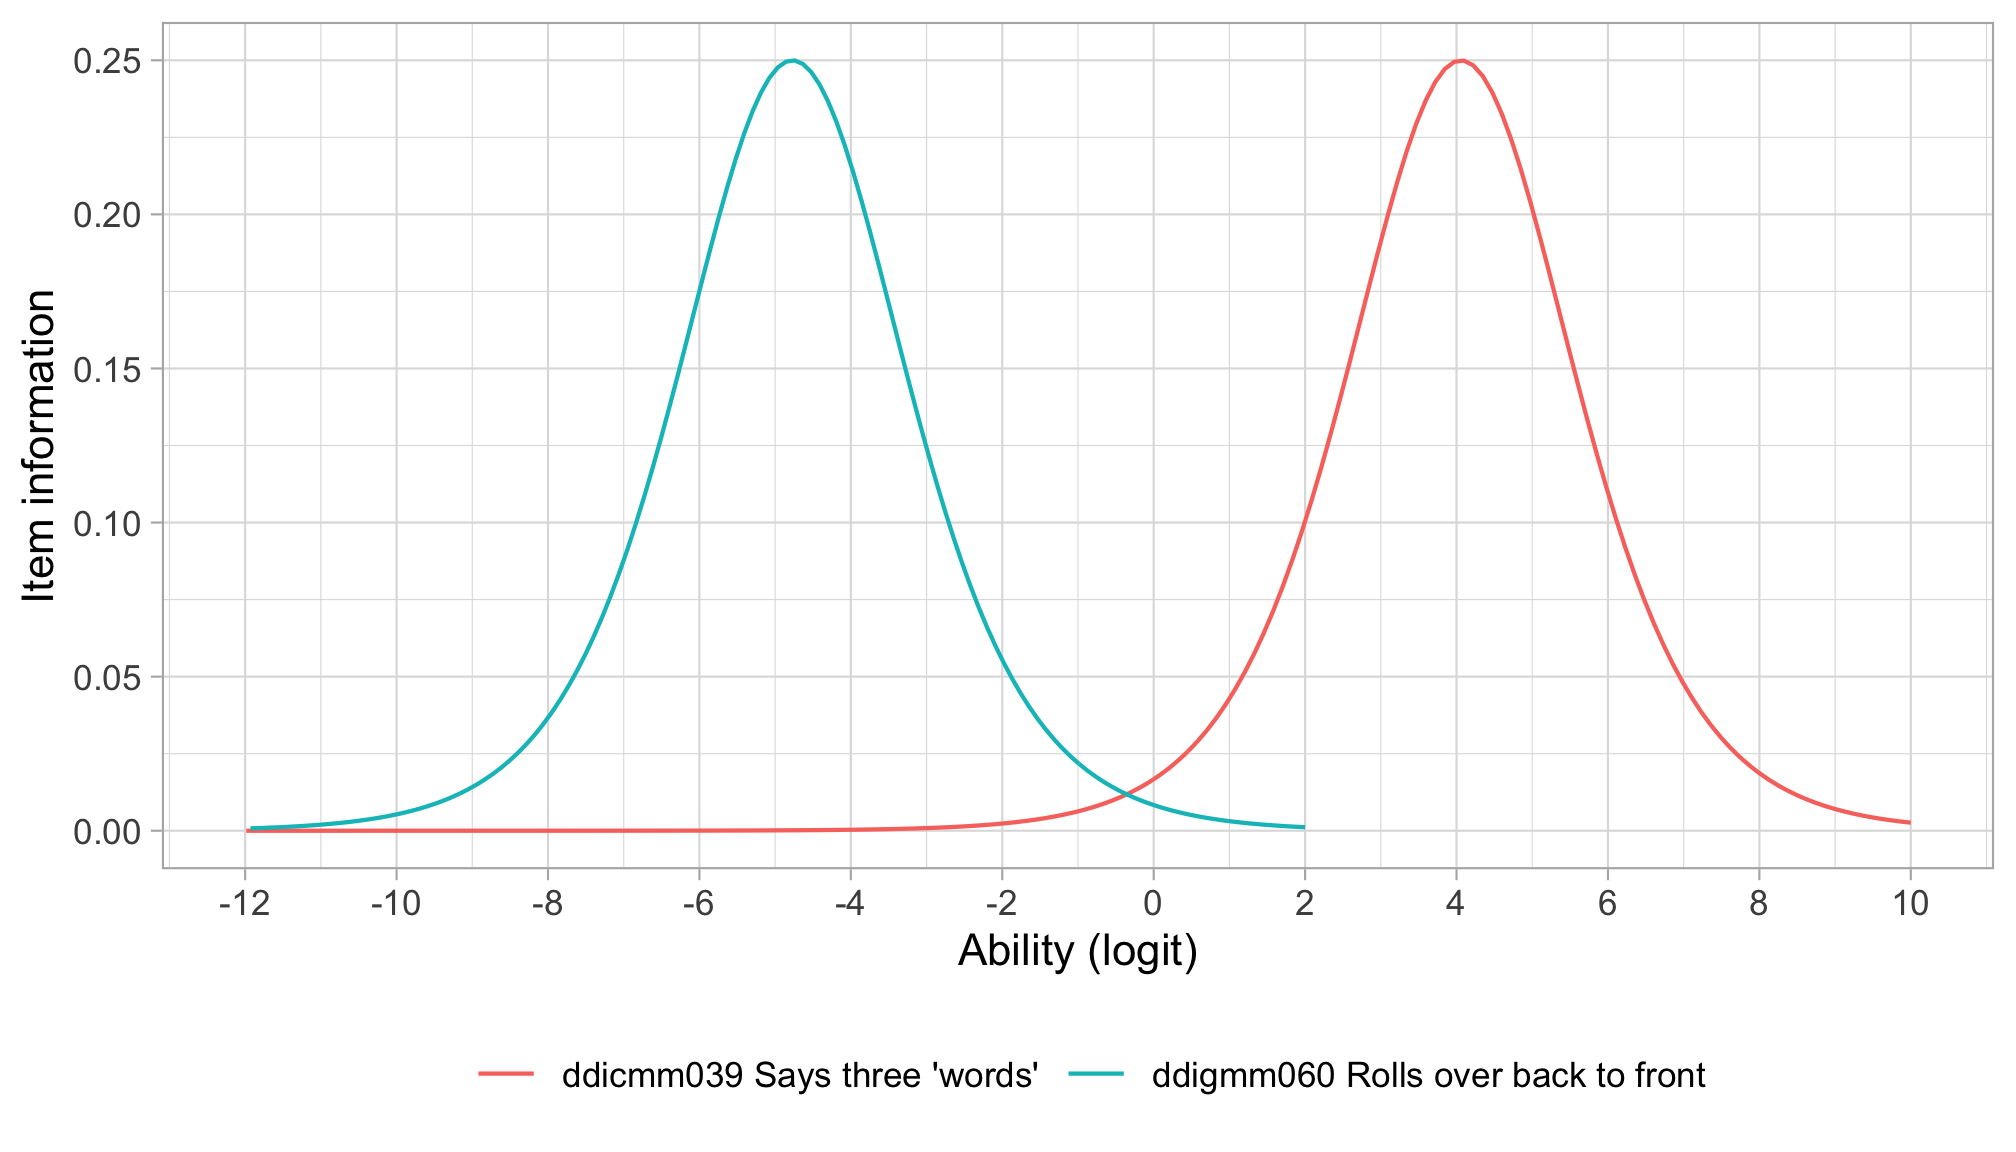 0.25
0.20
0.15
0.10
0.05
0.00
Item information
-12 -10 -8 -6 -4 -2 0 2 4 6 8 10
Ability (logit)
ddicmm039 Says three 'words' ddigmm060 Rolls over back to front